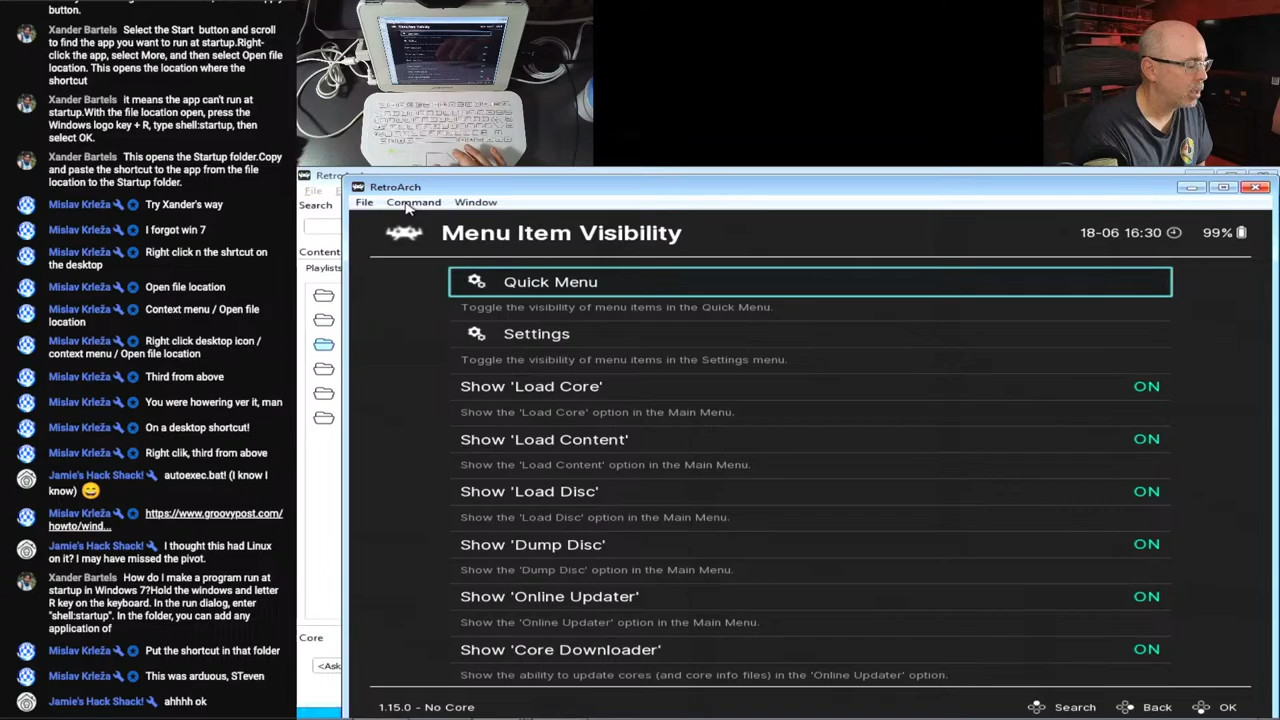 button.
Xander Bartels Select the Start button and scroll
to find the app you want to run at startup.Right-
click the app, select More, and then select Open file
location. This opens the location where the
shortcut
Xander Bartels it means the app can't run at
startup.With the file location open, press the
Windows logo key + R, type shell:startup, then
select OK.
Xander Bartels This opens the Startup folder.Copy
and paste the shortcut to the app from the file
location to the Startup folder.
Mislav Krleža Try Xander's way
Mislav Krleža I forgot win 7
Mislav Krleža Right click n the shrtcut on
the desktop
Mislav Krleža Open file location
Mislav Krleža Context menu / Open file
location
Mislav Krleža Right click desktop icon /
context menu / Open file location
Mislav Krleža Third from above
Mislav Krleža You were howering ver it, man
Mislav Krleža On a desktop shortcut!
Mislav Krleža Right clik, third from above
Jamie's Hack Shack! autoexec.bat! (I know I
know) 😄
Mislav Krleža https://www.groovypost.com/
howto/wind...
Jamie's Hack Shack! I thought this had Linux
on it? I may have missed the pivot.
Xander Bartels How do I make a program run at
startup in Windows 7?Hold the windows and letter
R key on the keyboard. In the run dialog, enter
"shell:startup". In the folder, you can add any
application of
Mislav Krleža Put the shortcut in that folder
Mislav Krleža This was arduous, STeven
Jamie's Hack Shack! ahhhh ok
File
Search
Content
Playlists
Core
<Ask
RetroArch
File Command Window
Menu Item Visibility
18-06 16:30 99%
Quick Menu
Toggle the visibility of menu items in the Quick Menu.
Settings
Toggle the visibility of menu items in the Settings menu.
Show 'Load Core' ON
Show the 'Load Core' option in the Main Menu.
Show 'Load Content' ON
Show the 'Load Content' option in the Main Menu.
Show 'Load Disc' ON
Show the 'Load Disc' option in the Main Menu.
Show 'Dump Disc' ON
Show the 'Dump Disc' option in the Main Menu.
Show 'Online Updater' ON
Show the 'Online Updater' option in the Main Menu.
Show 'Core Downloader' ON
Show the ability to update cores (and core info files) in the 'Online Updater' option.
1.15.0 - No Core
Search Back OK